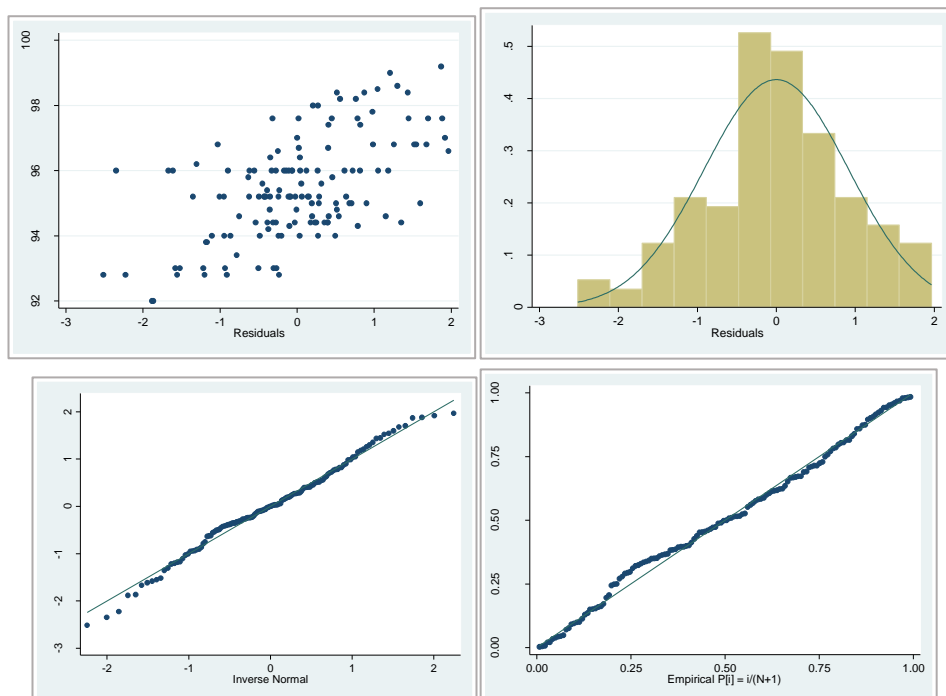 100
98
96
94
92
-3 -2 -1 0 1 2
Residuals
.5
.4
.3
.2
.1
0
-3 -2 -1 0 1 2
Residuals
2
1
0
-1
-2
-3
-2 -1 0 1 2
Inverse Normal
1.00
0.75
0.50
0.25
0.00
0.00 0.25 0.50 0.75 1.00
Empirical P[i] = i/(N+1)